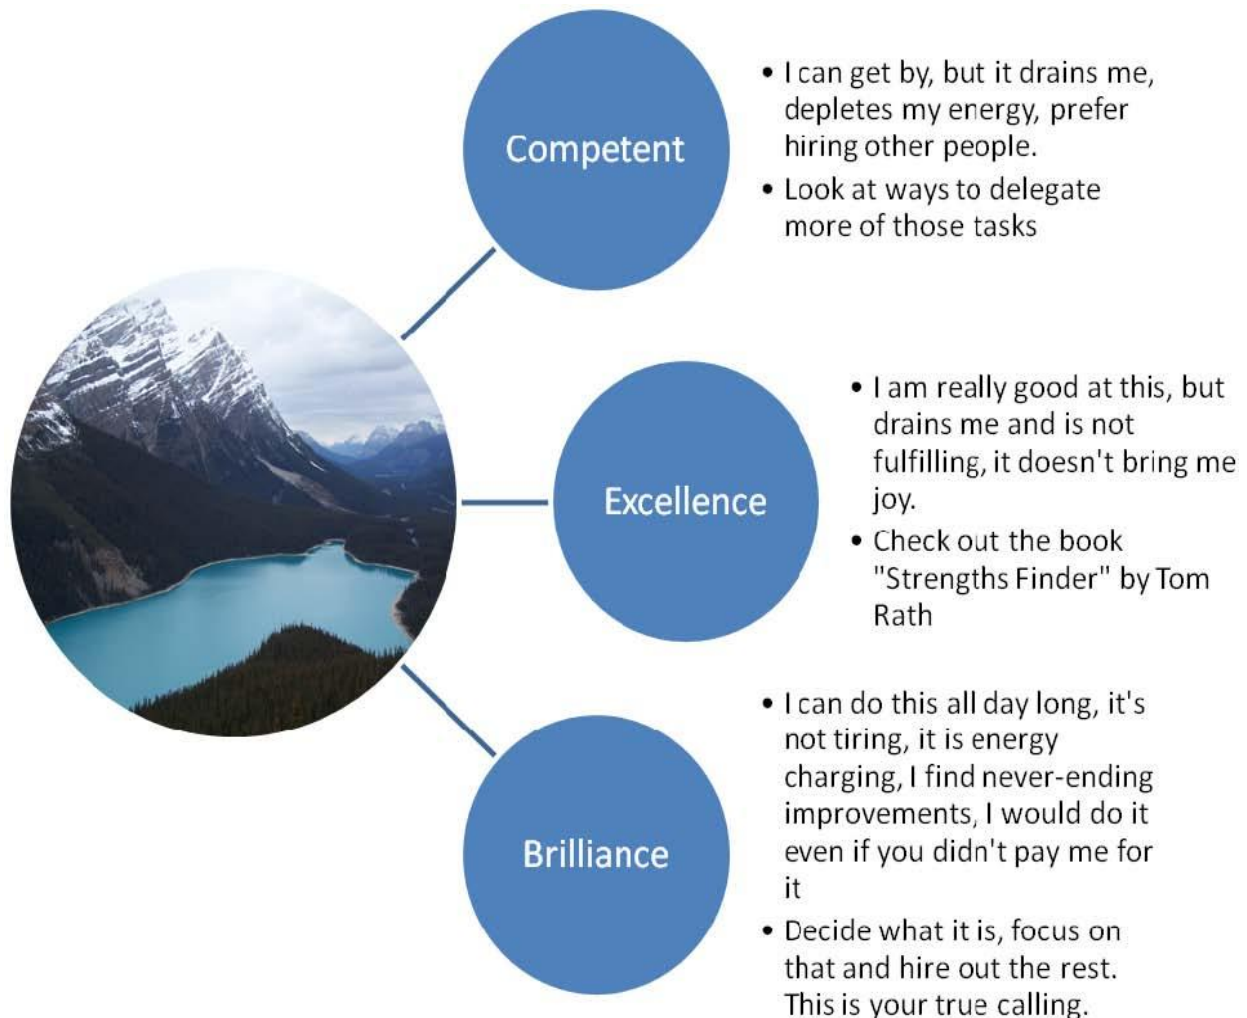 Competent
• I can get by, but it drains me,
depletes my energy, prefer
hiring other people.
• Look at ways to delegate
more of those tasks
Excellence
• I am really good at this, but
drains me and is not
fulfilling, it doesn't bring me
joy.
• Check out the book
"Strengths Finder" by Tom
Rath
Brilliance
• I can do this all day long, it's
not tiring, it is energy
charging, I find never-ending
improvements, I would do it
even if you didn't pay me for
it
• Decide what it is, focus on
that and hire out the rest.
This is your true calling.